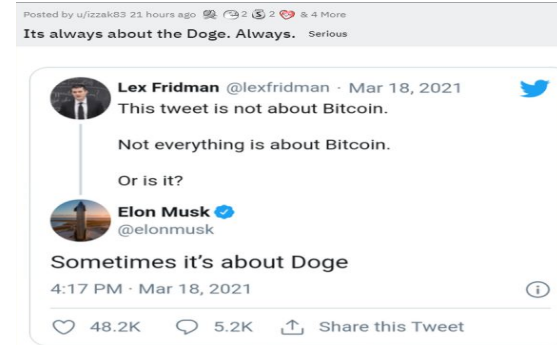 Posted by u/izzak83 21 hours ago 2 2 & 4 More
Its always about the Doge. Always. Serious
Lex Fridman @lexfridman · Mar 18, 2021
This tweet is not about Bitcoin.
Not everything is about Bitcoin.
Or is it?
Elon Musk
@elonmusk
Sometimes it's about Doge
4:17 PM · Mar 18, 2021
48.2K 5.2K Share this Tweet